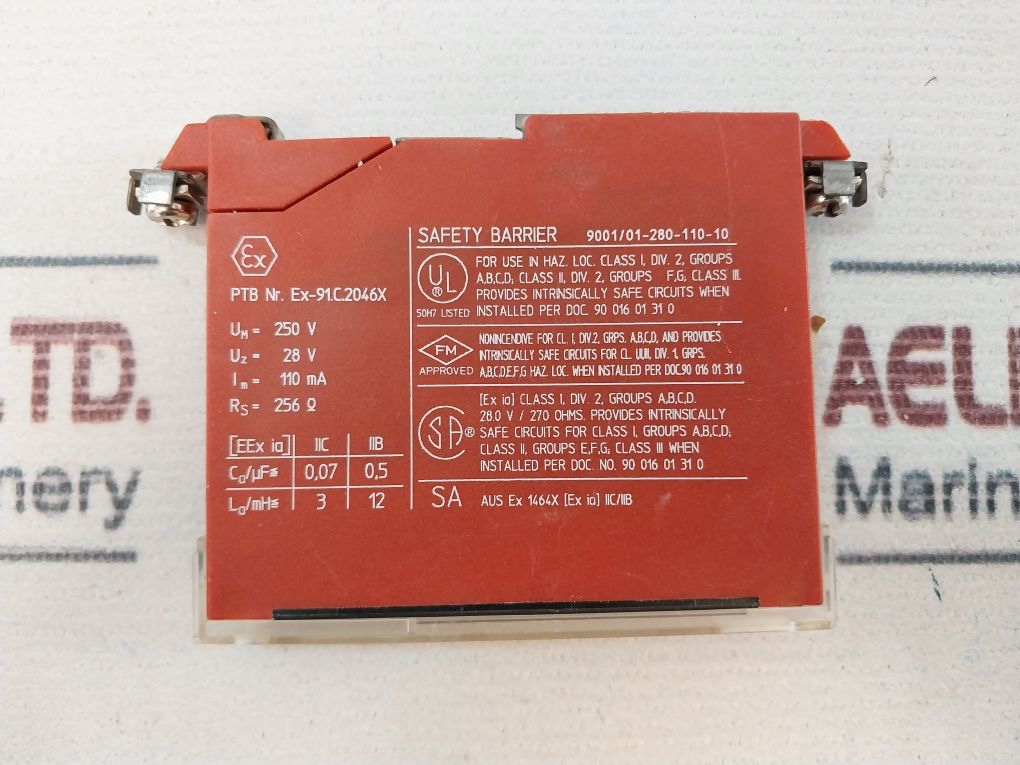 Ex
PTB Nr. Ex-91.C.2046X
UM = 250 V
UZ = 28 V
Im = 110 mA
RS = 256 Ω
[EEx ia] IIC IIB
Ca/µF≤ 0,07 0,5
La/mH≤ 3 12
SAFETY BARRIER 9001/01-280-110-10
UL ®
50H7 LISTED
FOR USE IN HAZ. LOC. CLASS I, DIV. 2, GROUPS
A,B,C,D; CLASS II, DIV. 2, GROUPS F,G; CLASS III.
PROVIDES INTRINSICALLY SAFE CIRCUITS WHEN
INSTALLED PER DOC. 90 016 01 31 0
FM
APPROVED
NONINCENDIVE FOR CL. I, DIV.2, GRPS. A,B,C,D, AND PROVIDES
INTRINSICALLY SAFE CIRCUITS FOR CL. I,II,III, DIV. 1, GRPS.
A,B,C,D,E,F,G HAZ. LOC. WHEN INSTALLED PER DOC.90 016 01 31 0
SA ®
[Ex ia] CLASS I, DIV. 2, GROUPS A,B,C,D.
28.0 V / 270 OHMS. PROVIDES INTRINSICALLY
SAFE CIRCUITS FOR CLASS I, GROUPS A,B,C,D;
CLASS II, GROUPS E,F,G; CLASS III WHEN
INSTALLED PER DOC. NO. 90 016 01 31 0
SA AUS Ex 1464X [Ex ia] IIC/IIB
TD.
nery
AEL
Marin